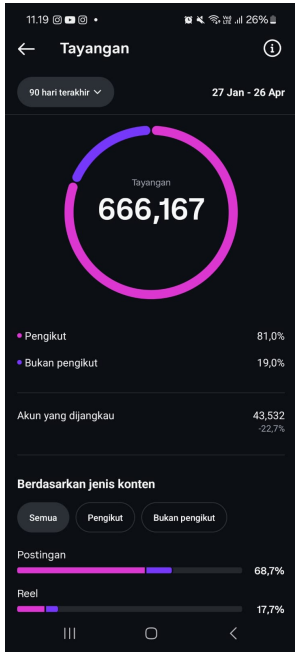 11.19
26%
Tayangan
90 hari terakhir
27 Jan - 26 Apr
Tayangan
666,167
Pengikut 81,0%
Bukan pengikut 19,0%
Akun yang dijangkau 43,532
-22,7%
Berdasarkan jenis konten
Semua Pengikut Bukan pengikut
Postingan
68,7%
Reel
17,7%